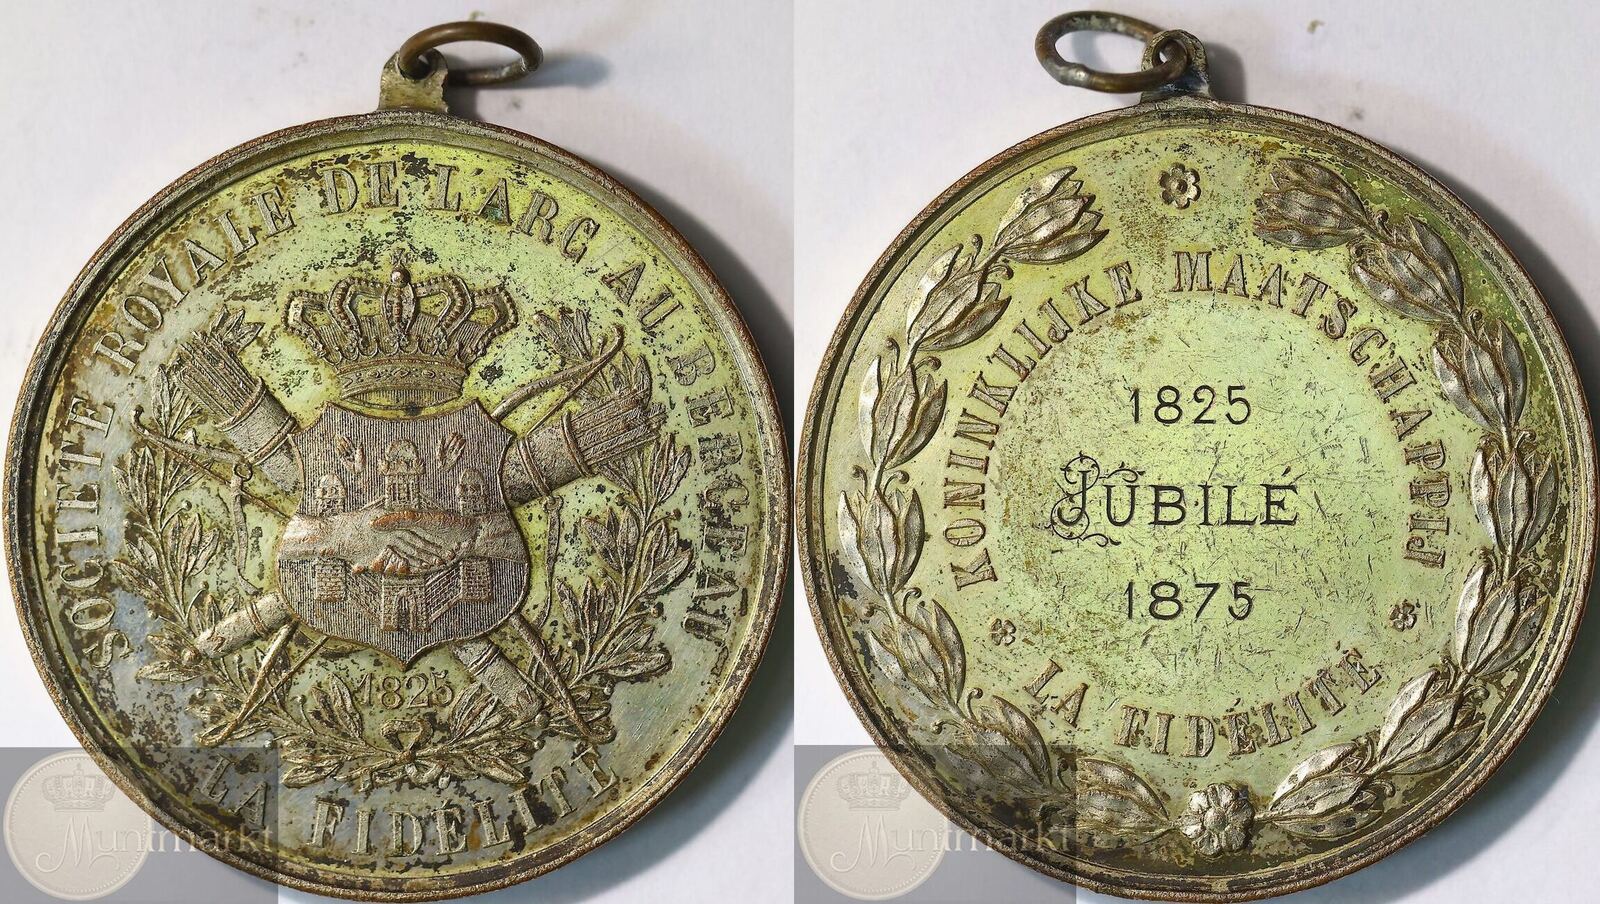 SOCIETE ROYALE DE L'ARC AU BERCEAU
1825
LA FIDÉLITÉ
Muntmarkt
KONINKLIJKE MAATSCHAPPIJ
1825
JUBILÉ
1875
LA FIDÉLITÉ
Muntmarkt